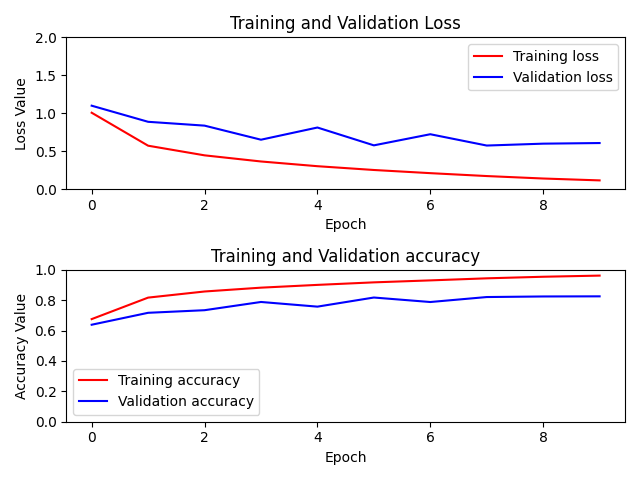 Training and Validation Loss
2.0
1.5
1.0
0.5
0.0
Loss Value
Training loss
Validation loss
0 2 4 6 8
Epoch
Training and Validation accuracy
1.0
0.8
0.6
0.4
0.2
0.0
Accuracy Value
Training accuracy
Validation accuracy
0 2 4 6 8
Epoch